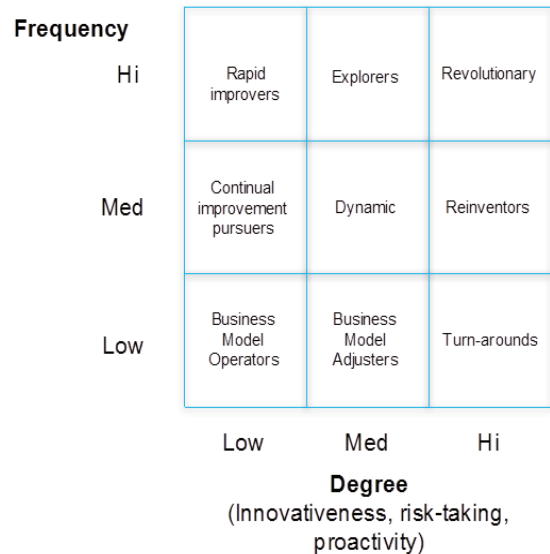 Frequency
Hi
Rapid
improvers
Explorers
Revolutionary
Med
Continual
improvement
pursuers
Dynamic
Reinventors
Low
Business
Model
Operators
Business
Model
Adjusters
Turn-arounds
Low
Med
Hi
Degree
(Innovativeness, risk-taking,
proactivity)